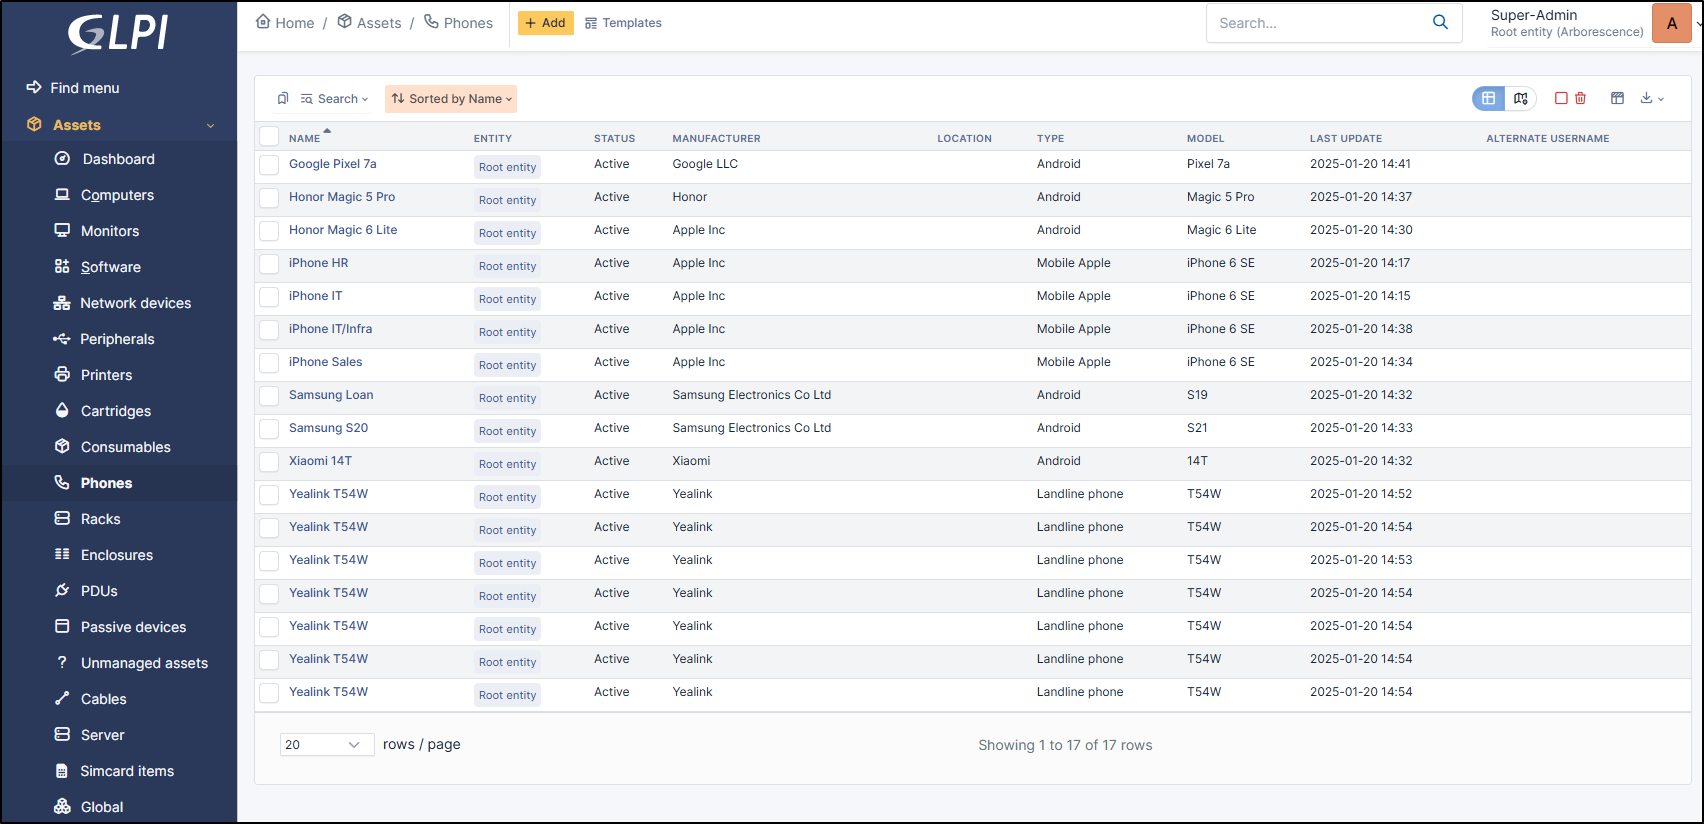 GLPI
Home / Assets / Phones + Add Templates Search... Super-Admin
Root entity (Arborescence) A
Find menu
Assets
Dashboard
Computers
Monitors
Software
Network devices
Peripherals
Printers
Cartridges
Consumables
Phones
Racks
Enclosures
PDUs
Passive devices
? Unmanaged assets
Cables
Server
Simcard items
Global
Search Sorted by Name
NAME ENTITY STATUS MANUFACTURER LOCATION TYPE MODEL LAST UPDATE ALTERNATE USERNAME
Google Pixel 7a Root entity Active Google LLC Android Pixel 7a 2025-01-20 14:41
Honor Magic 5 Pro Root entity Active Honor Android Magic 5 Pro 2025-01-20 14:37
Honor Magic 6 Lite Root entity Active Apple Inc Android Magic 6 Lite 2025-01-20 14:30
iPhone HR Root entity Active Apple Inc Mobile Apple iPhone 6 SE 2025-01-20 14:17
iPhone IT Root entity Active Apple Inc Mobile Apple iPhone 6 SE 2025-01-20 14:15
iPhone IT/Infra Root entity Active Apple Inc Mobile Apple iPhone 6 SE 2025-01-20 14:38
iPhone Sales Root entity Active Apple Inc Mobile Apple iPhone 6 SE 2025-01-20 14:34
Samsung Loan Root entity Active Samsung Electronics Co Ltd Android S19 2025-01-20 14:32
Samsung S20 Root entity Active Samsung Electronics Co Ltd Android S21 2025-01-20 14:33
Xiaomi 14T Root entity Active Xiaomi Android 14T 2025-01-20 14:32
Yealink T54W Root entity Active Yealink Landline phone T54W 2025-01-20 14:52
Yealink T54W Root entity Active Yealink Landline phone T54W 2025-01-20 14:54
Yealink T54W Root entity Active Yealink Landline phone T54W 2025-01-20 14:53
Yealink T54W Root entity Active Yealink Landline phone T54W 2025-01-20 14:54
Yealink T54W Root entity Active Yealink Landline phone T54W 2025-01-20 14:54
Yealink T54W Root entity Active Yealink Landline phone T54W 2025-01-20 14:54
Yealink T54W Root entity Active Yealink Landline phone T54W 2025-01-20 14:54
20 rows / page Showing 1 to 17 of 17 rows